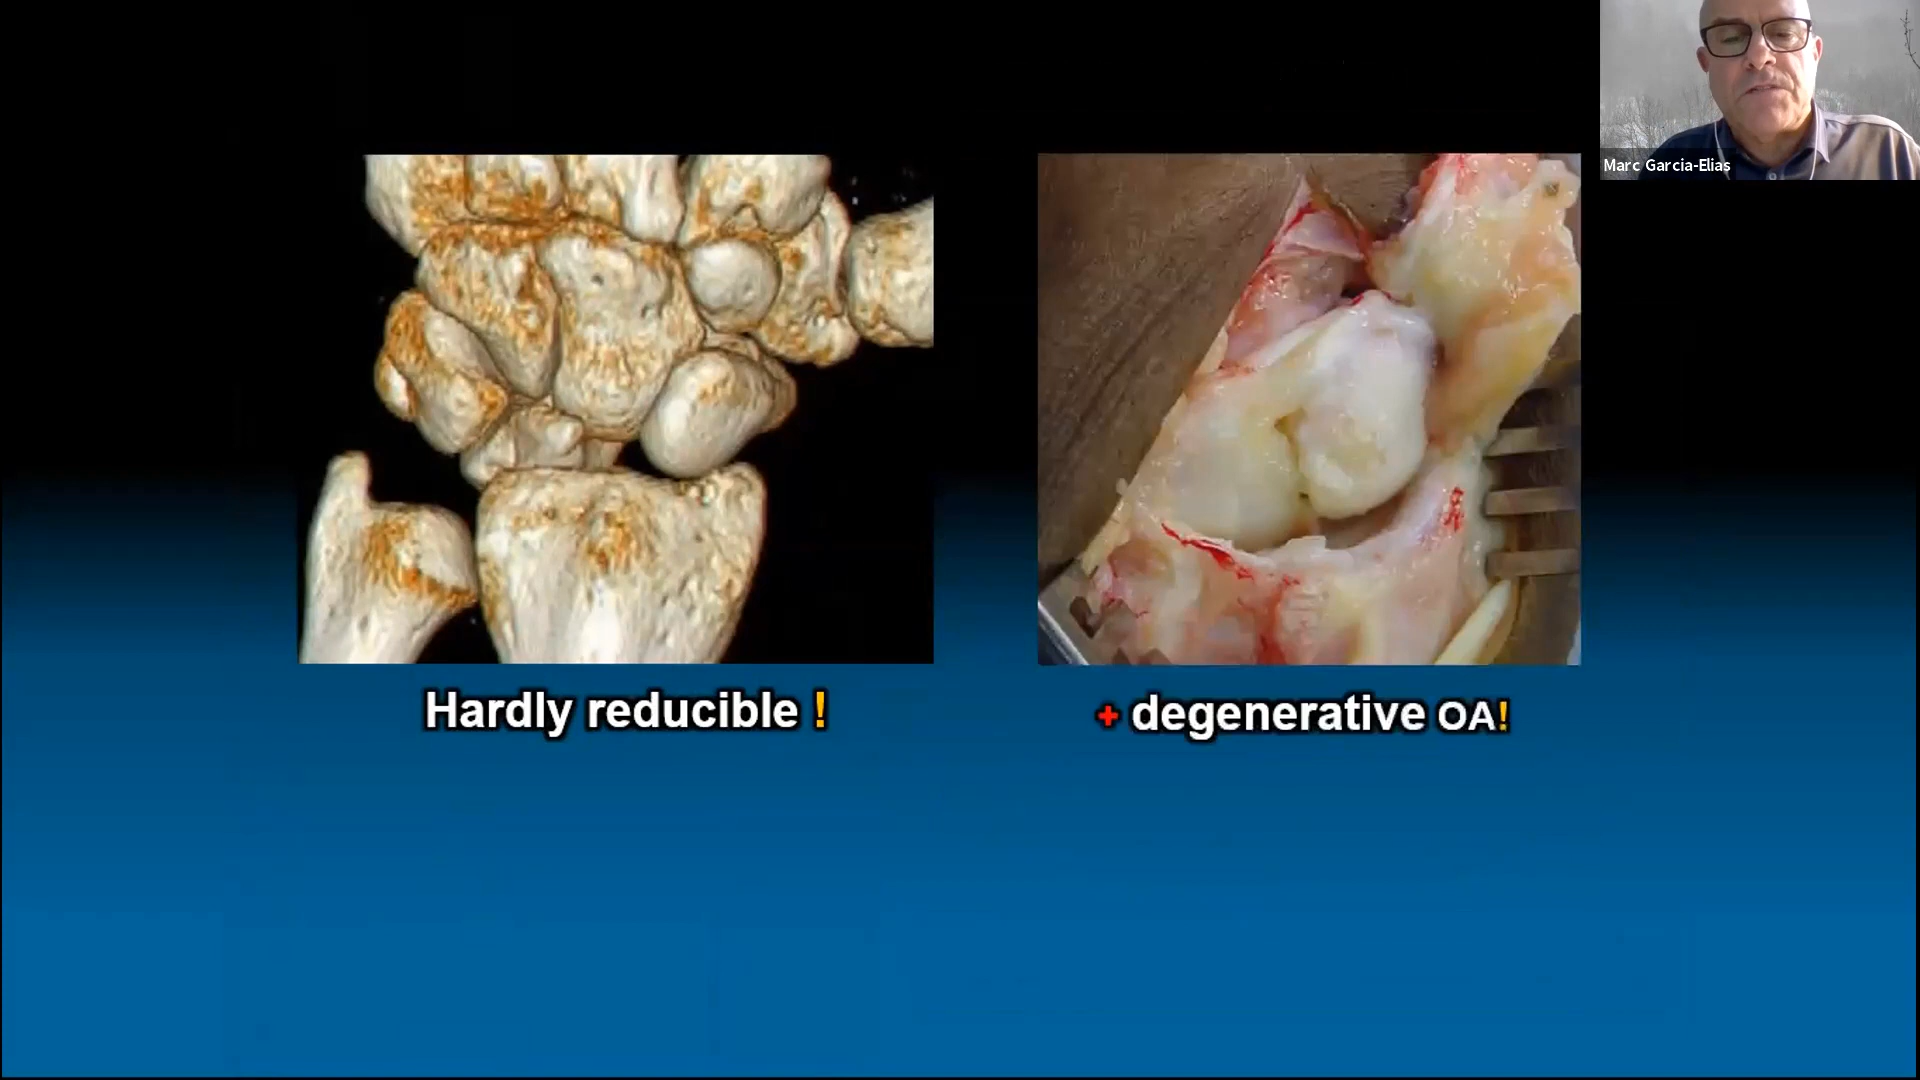 Marc Garcia-Elias
Hardly reducible !
+ degenerative OA!